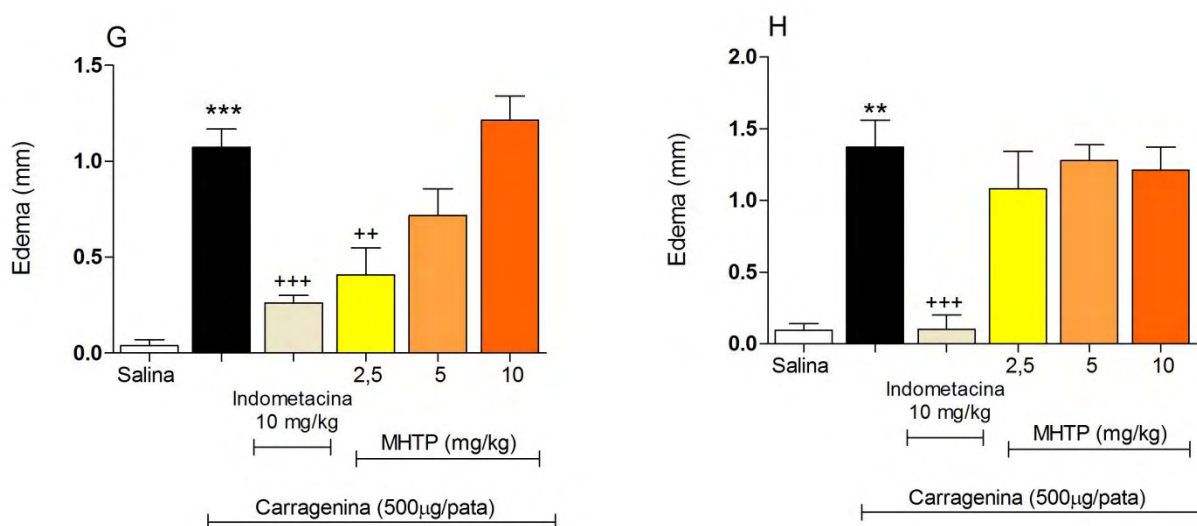 G
Edema (mm)
1.5
1.0
0.5
0.0
***
+++
++
Salina
2,5
5
10
Indometacina
10 mg/kg
MHTP (mg/kg)
Carragenina (500µg/pata)
H
Edema (mm)
2.0
1.5
1.0
0.5
0.0
**
+++
Salina
2,5
5
10
Indometacina
10 mg/kg
MHTP (mg/kg)
Carragenina (500µg/pata)